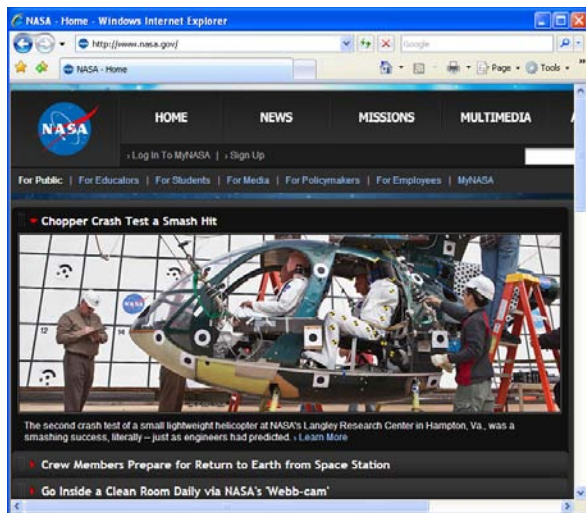 NASA - Home - Windows Internet Explorer
http://www.nasa.gov/
Google
NASA - Home
Page
Tools
NASA
HOME NEWS MISSIONS MULTIMEDIA
› Log In To MyNASA | › Sign Up
For Public | For Educators | For Students | For Media | For Policymakers | For Employees | MyNASA
Chopper Crash Test a Smash Hit
NASA
12 14
The second crash test of a small lightweight helicopter at NASA's Langley Research Center in Hampton, Va., was a
smashing success, literally -- just as engineers had predicted. › Learn More
Crew Members Prepare for Return to Earth from Space Station
Go Inside a Clean Room Daily via NASA's 'Webb-cam'